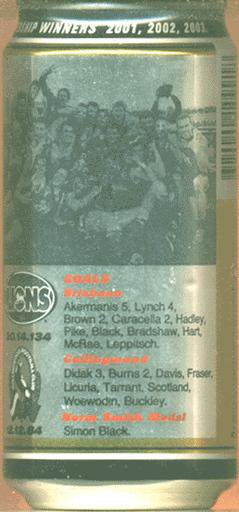 SHIP WINNERS 2001, 2002, 2003.
GOALS
Brisbane
Akermanis 5, Lynch 4,
Brown 2, Caracella 2, Hadley,
Pike, Black, Bradshaw, Hart,
McRae, Leppitsch.
Collingwood
Didak 3, Burns 2, Davis, Fraser,
Licuria, Tarrant, Scotland,
Woewodin, Buckley.
Norm Smith Medal
Simon Black.
IONS
20.14.134
12.12.84